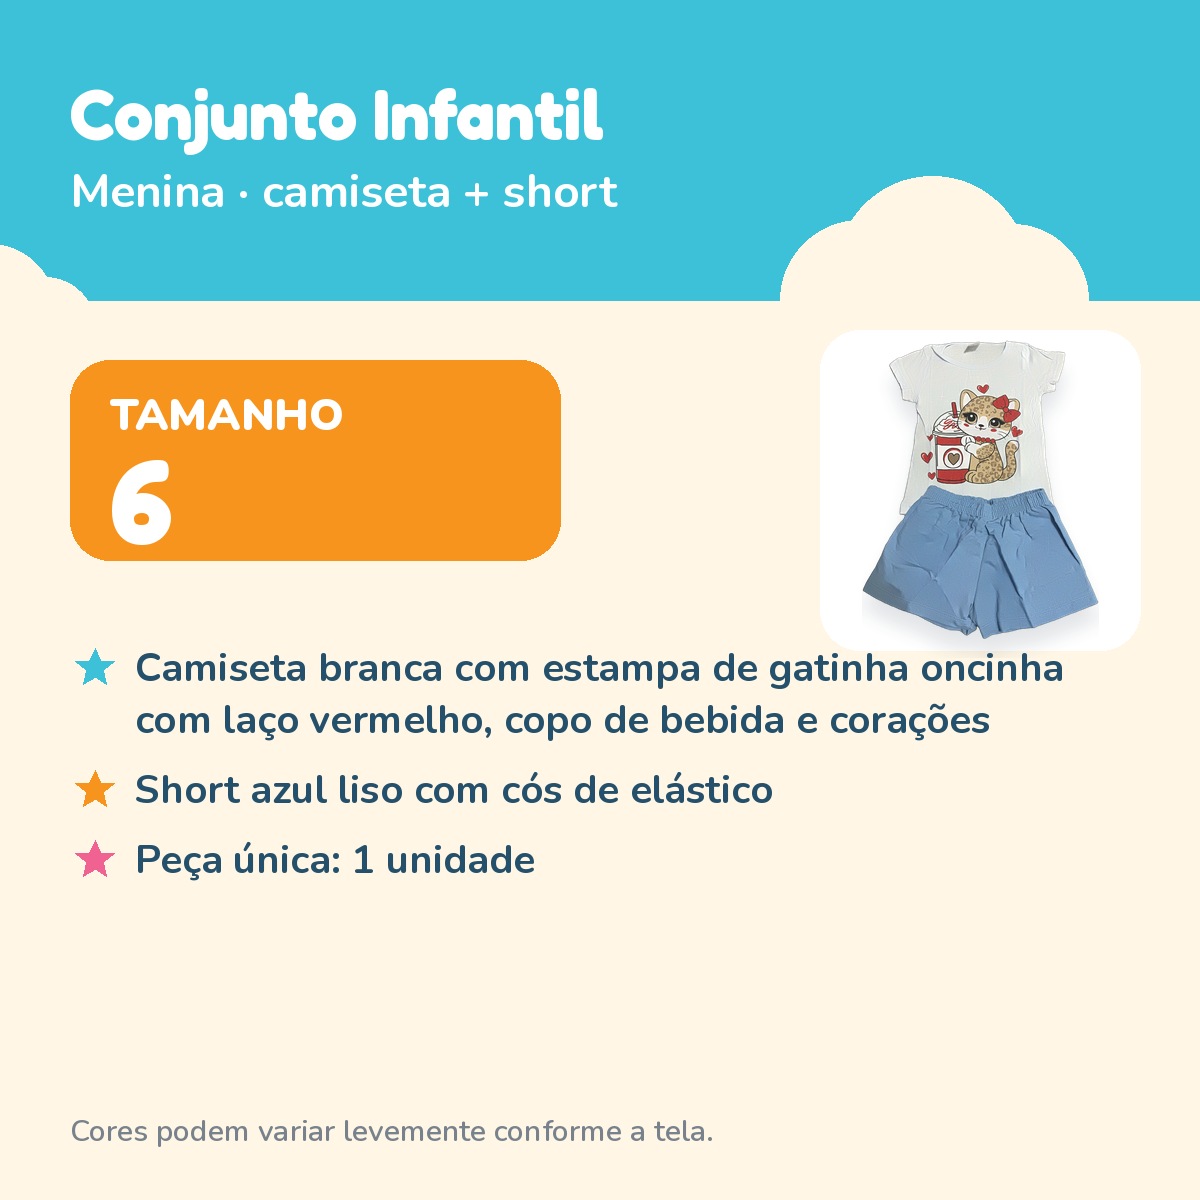 Conjunto Infantil
Menina · camiseta + short
TAMANHO
6
Camiseta branca com estampa de gatinha oncinha
com laço vermelho, copo de bebida e corações
Short azul liso com cós de elástico
Peça única: 1 unidade
Cores podem variar levemente conforme a tela.